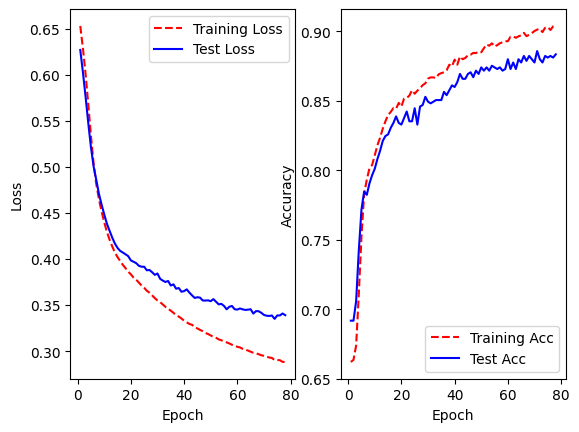 0.65
0.60
0.55
0.50
0.45
0.40
0.35
0.30
Loss
0 20 40 60 80
Epoch
Training Loss
Test Loss
0.90
0.85
0.80
0.75
0.70
0.65
Accuracy
0 20 40 60 80
Epoch
Training Acc
Test Acc